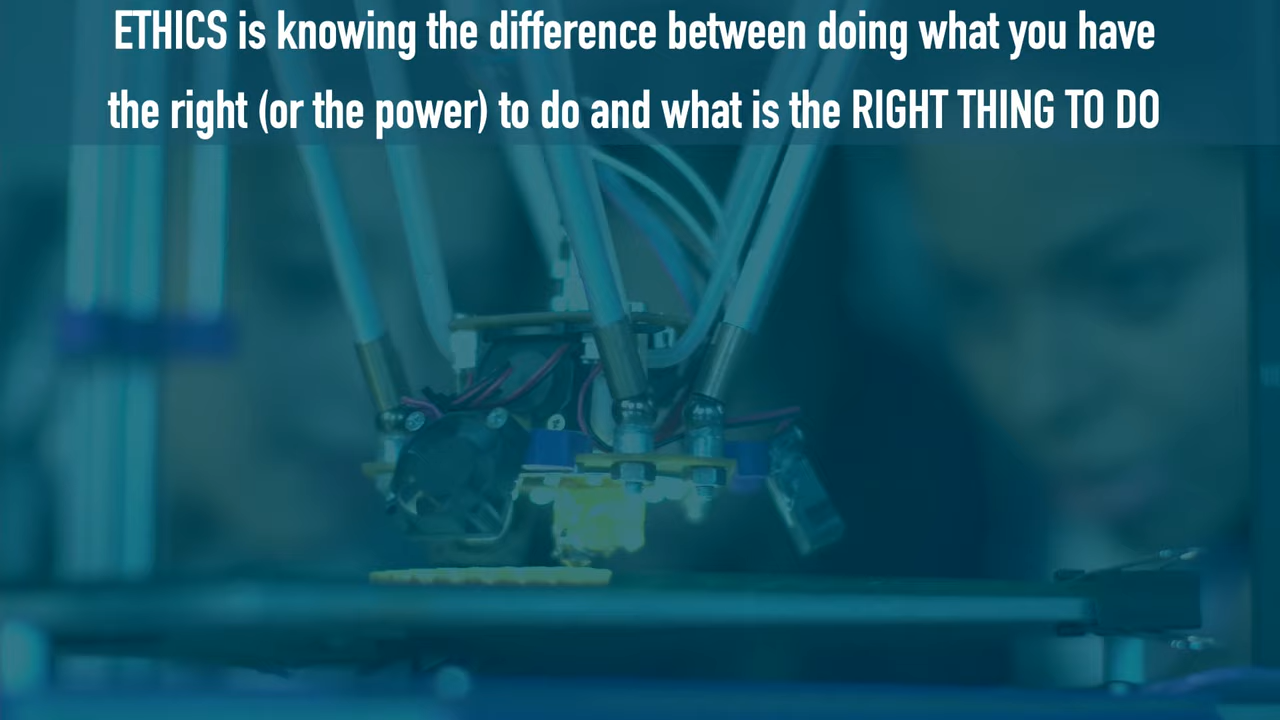 ETHICS is knowing the difference between doing what you have
the right (or the power) to do and what is the RIGHT THING TO DO